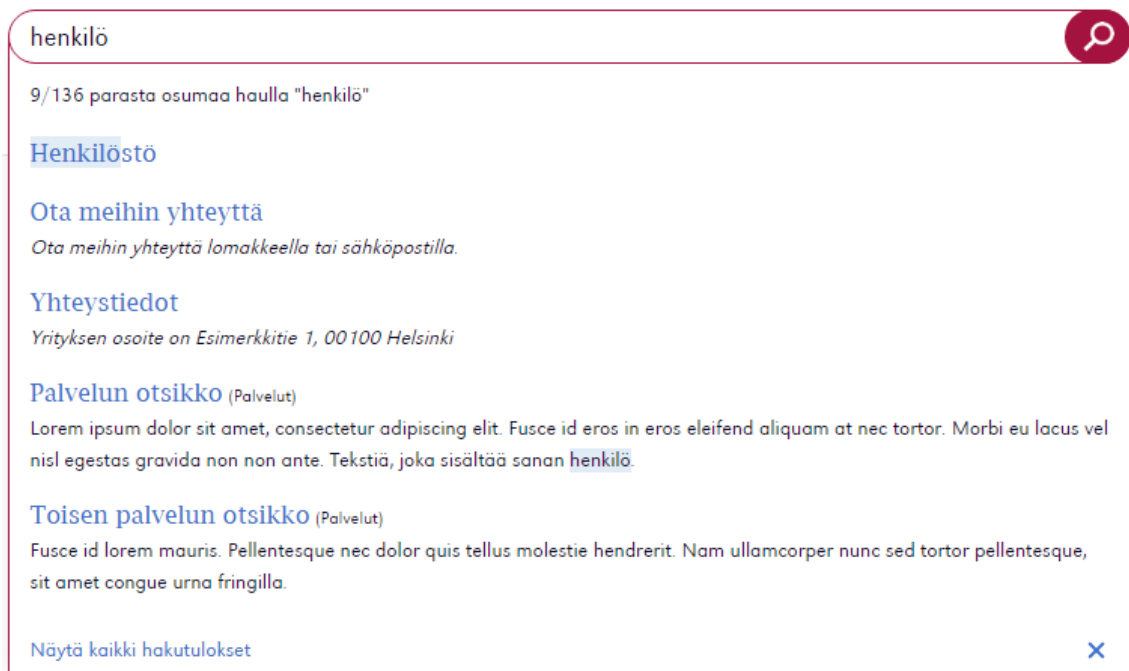 henkilö
9/136 parasta osumaa haulla "henkilö"
Henkilöstö
Ota meihin yhteyttä
Ota meihin yhteyttä lomakkeella tai sähköpostilla.
Yhteystiedot
Yrityksen osoite on Esimerkkitie 1, 00100 Helsinki
Palvelun otsikko (Palvelut)
Lorem ipsum dolor sit amet, consectetur adipiscing elit. Fusce id eros in eros eleifend aliquam at nec tortor. Morbi eu lacus vel
nisl egestas gravida non non ante. Tekstiä, joka sisältää sanan henkilö.
Toisen palvelun otsikko (Palvelut)
Fusce id lorem mauris. Pellentesque nec dolor quis tellus molestie hendrerit. Nam ullamcorper nunc sed tortor pellentesque,
sit amet congue urna fringilla.
Näytä kaikki hakutulokset